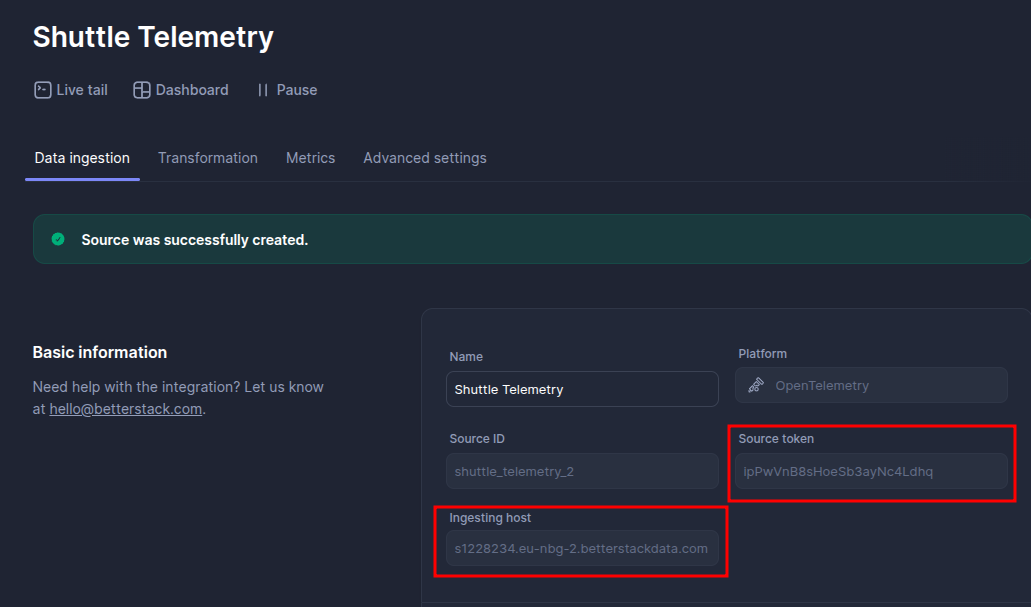 Shuttle Telemetry
Live tail Dashboard Pause
Data ingestion Transformation Metrics Advanced settings
Source was successfully created.
Basic information
Need help with the integration? Let us know
at hello@betterstack.com.
Name
Shuttle Telemetry
Platform
OpenTelemetry
Source ID
shuttle_telemetry_2
Source token
ipPwVnB8sHoeSb3ayNc4Ldhq
Ingesting host
s1228234.eu-nbg-2.betterstackdata.com